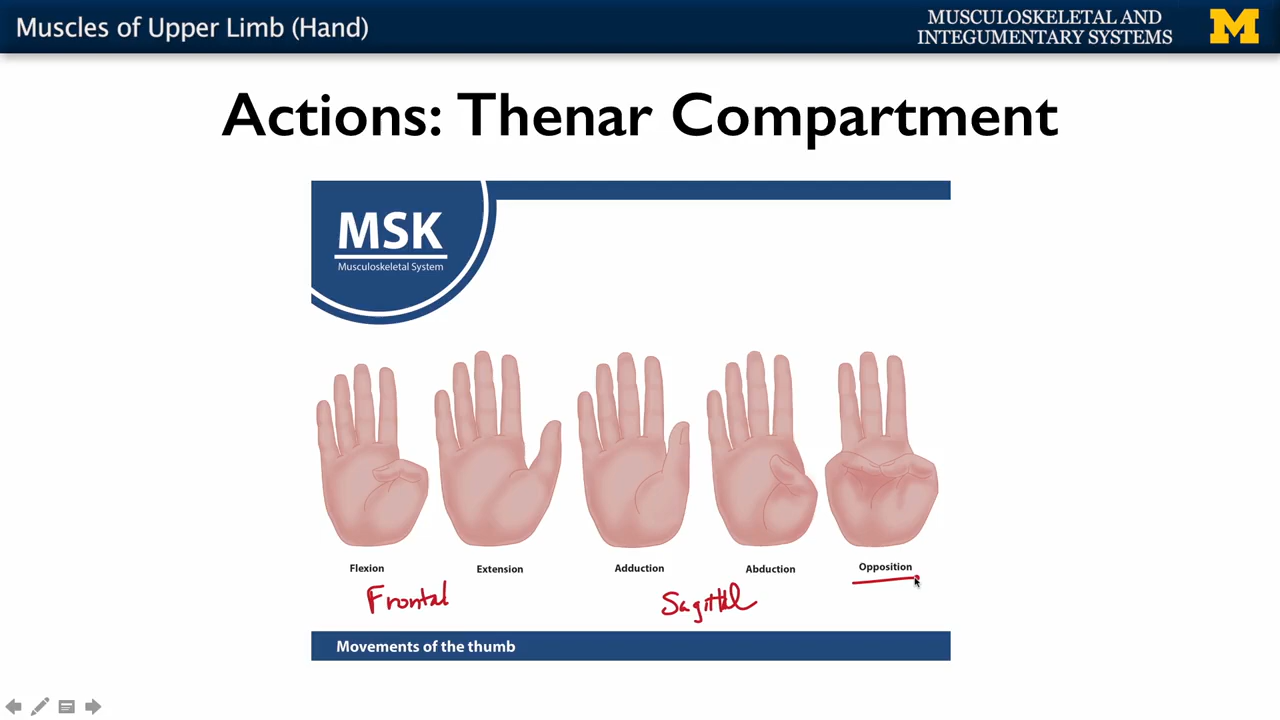 Muscles of Upper Limb (Hand)
MUSCULOSKELETAL AND
INTEGUMENTARY SYSTEMS
M
Actions: Thenar Compartment
MSK
Musculoskeletal System
Flexion
Extension
Adduction
Abduction
Opposition
Frontal
Sagittal
Movements of the thumb